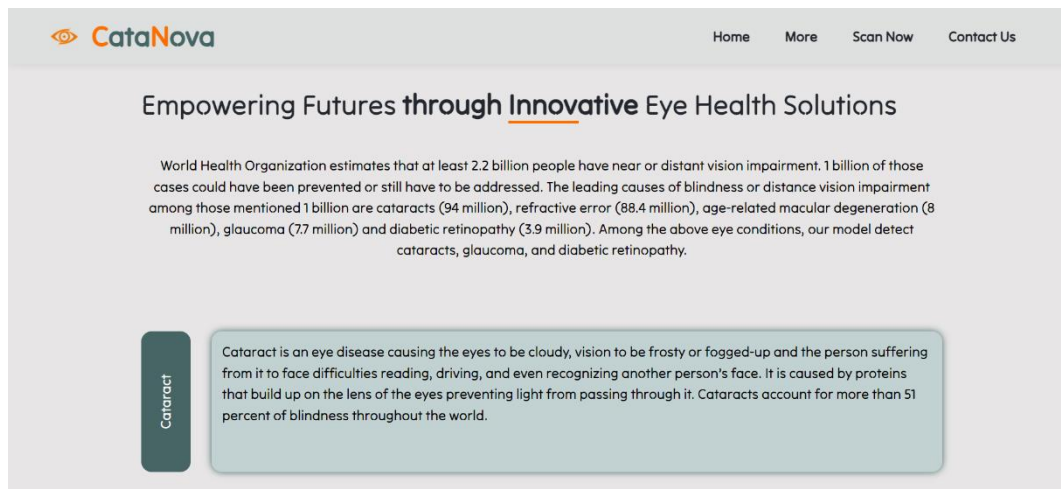 CataNova
Home More Scan Now Contact Us
Empowering Futures through Innovative Eye Health Solutions
World Health Organization estimates that at least 2.2 billion people have near or distant vision impairment. 1 billion of those
cases could have been prevented or still have to be addressed. The leading causes of blindness or distance vision impairment
among those mentioned 1 billion are cataracts (94 million), refractive error (88.4 million), age-related macular degeneration (8
million), glaucoma (7.7 million) and diabetic retinopathy (3.9 million). Among the above eye conditions, our model detect
cataracts, glaucoma, and diabetic retinopathy.
Cataract
Cataract is an eye disease causing the eyes to be cloudy, vision to be frosty or fogged-up and the person suffering
from it to face difficulties reading, driving, and even recognizing another person's face. It is caused by proteins
that build up on the lens of the eyes preventing light from passing through it. Cataracts account for more than 51
percent of blindness throughout the world.